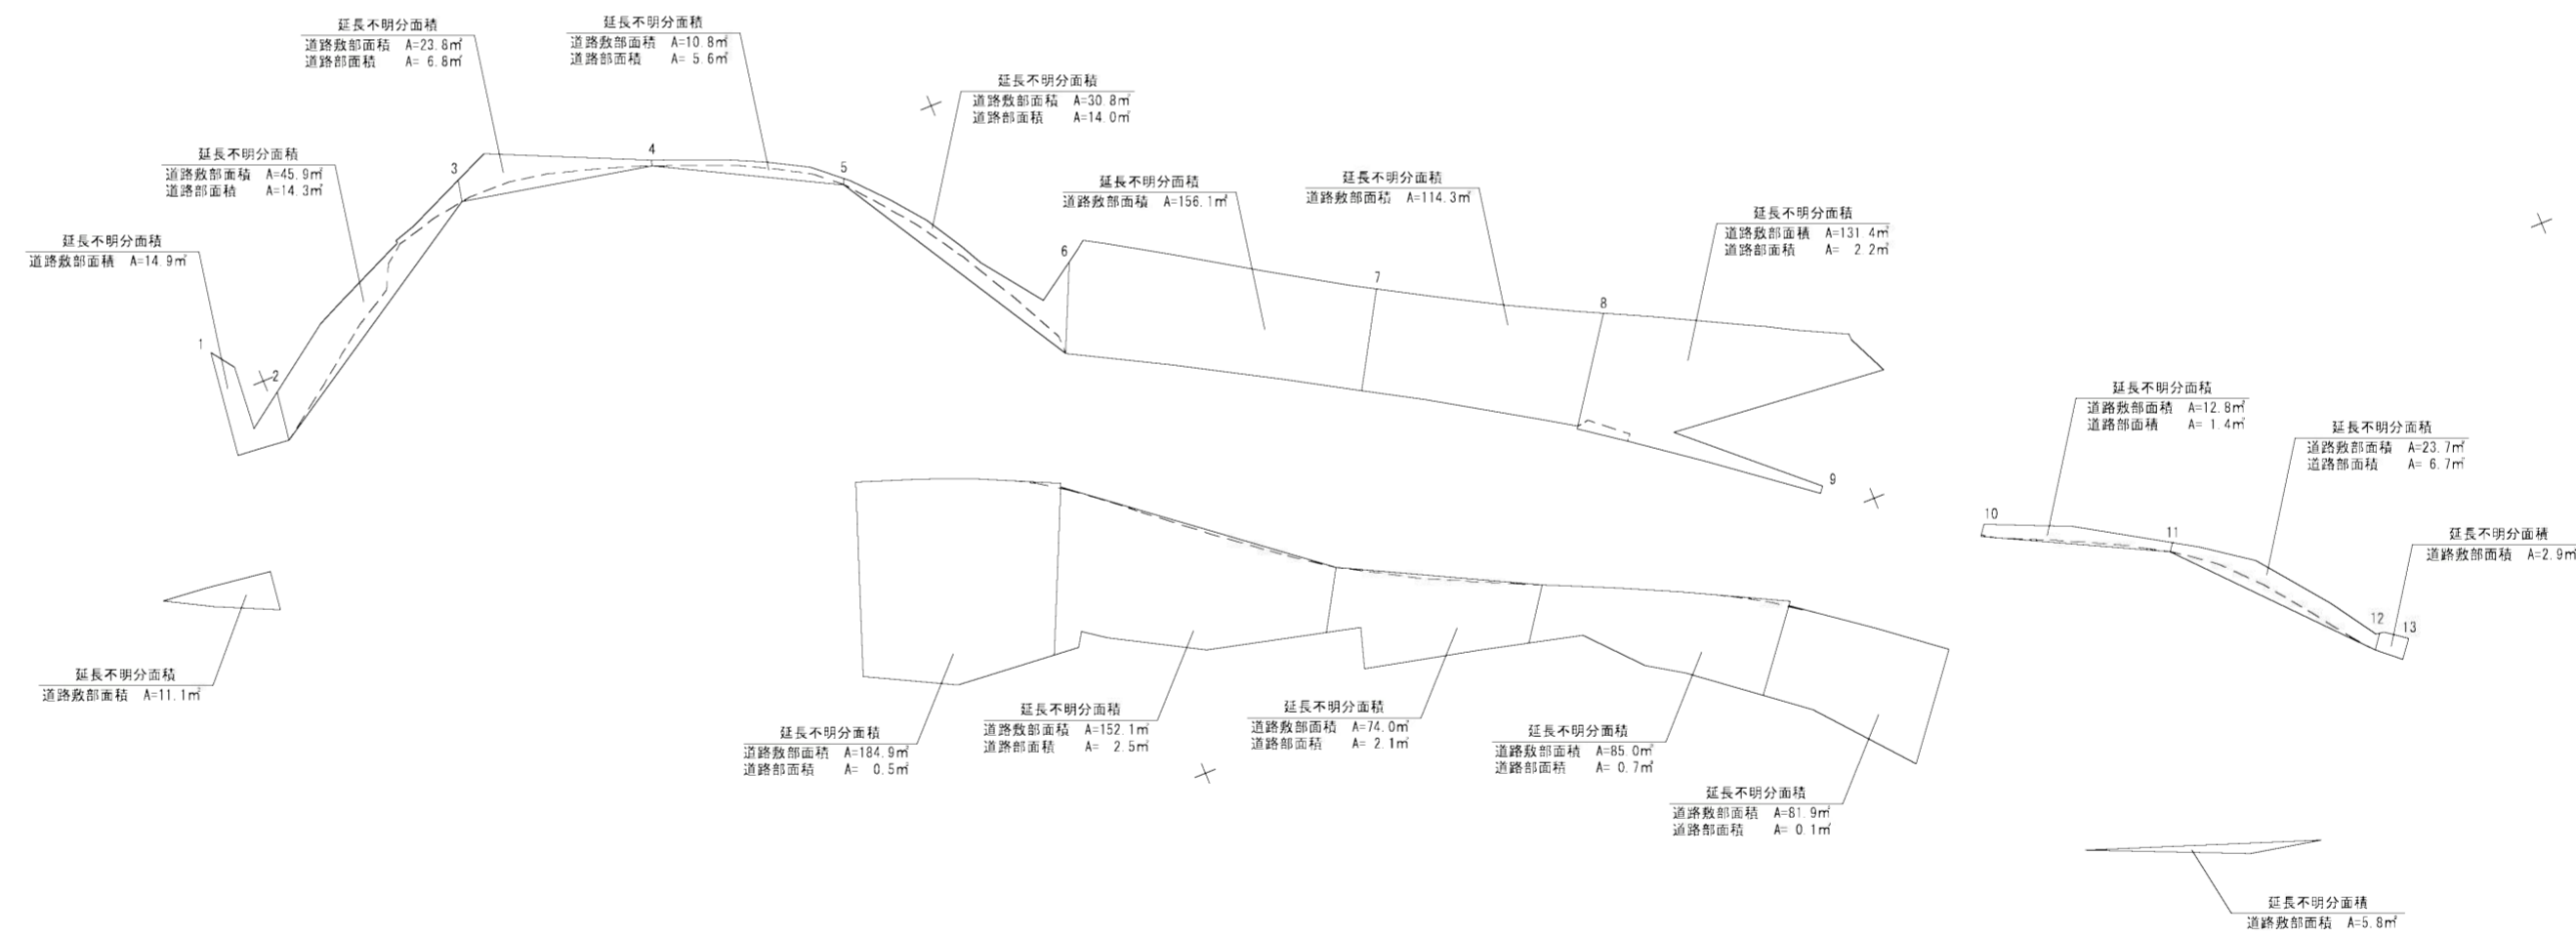 延長不明分面積
道路敷部面積 A=23.8㎡
道路部面積 A= 6.8㎡
延長不明分面積
道路敷部面積 A=10.8㎡
道路部面積 A= 5.6㎡
延長不明分面積
道路敷部面積 A=30.8㎡
道路部面積 A=14.0㎡
延長不明分面積
道路敷部面積 A=45.9㎡
道路部面積 A=14.3㎡
3
4
5
延長不明分面積
道路敷部面積 A=156.1㎡
延長不明分面積
道路敷部面積 A=114.3㎡
延長不明分面積
道路敷部面積 A=131.4㎡
道路部面積 A= 2.2㎡
延長不明分面積
道路敷部面積 A=14.9㎡
6
7
8
1
2
9
延長不明分面積
道路敷部面積 A=12.8㎡
道路部面積 A= 1.4㎡
延長不明分面積
道路敷部面積 A=23.7㎡
道路部面積 A= 6.7㎡
10
11
延長不明分面積
道路敷部面積 A=2.9㎡
12
13
延長不明分面積
道路敷部面積 A=11.1㎡
延長不明分面積
道路敷部面積 A=184.9㎡
道路部面積 A= 0.5㎡
延長不明分面積
道路敷部面積 A=152.1㎡
道路部面積 A= 2.5㎡
延長不明分面積
道路敷部面積 A=74.0㎡
道路部面積 A= 2.1㎡
延長不明分面積
道路敷部面積 A=85.0㎡
道路部面積 A= 0.7㎡
延長不明分面積
道路敷部面積 A=81.9㎡
道路部面積 A= 0.1㎡
延長不明分面積
道路敷部面積 A=5.8㎡